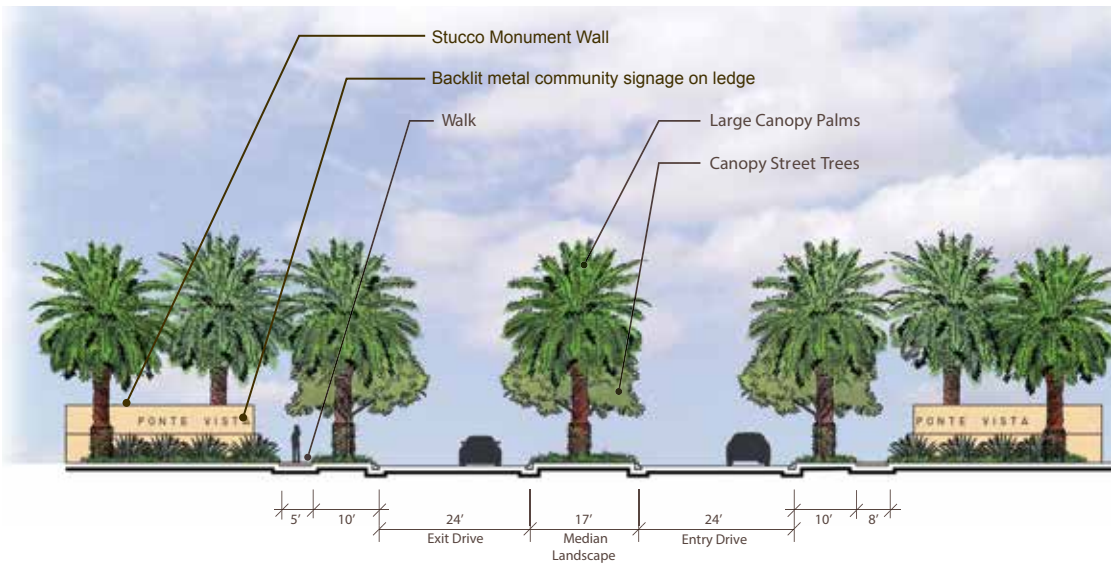 Stucco Monument Wall
Backlit metal community signage on ledge
Walk
Large Canopy Palms
Canopy Street Trees
PONTE VISTA
PONTE VISTA
5' 10' 24' 17' 24' 10' 8'
Exit Drive Median Entry Drive
Landscape